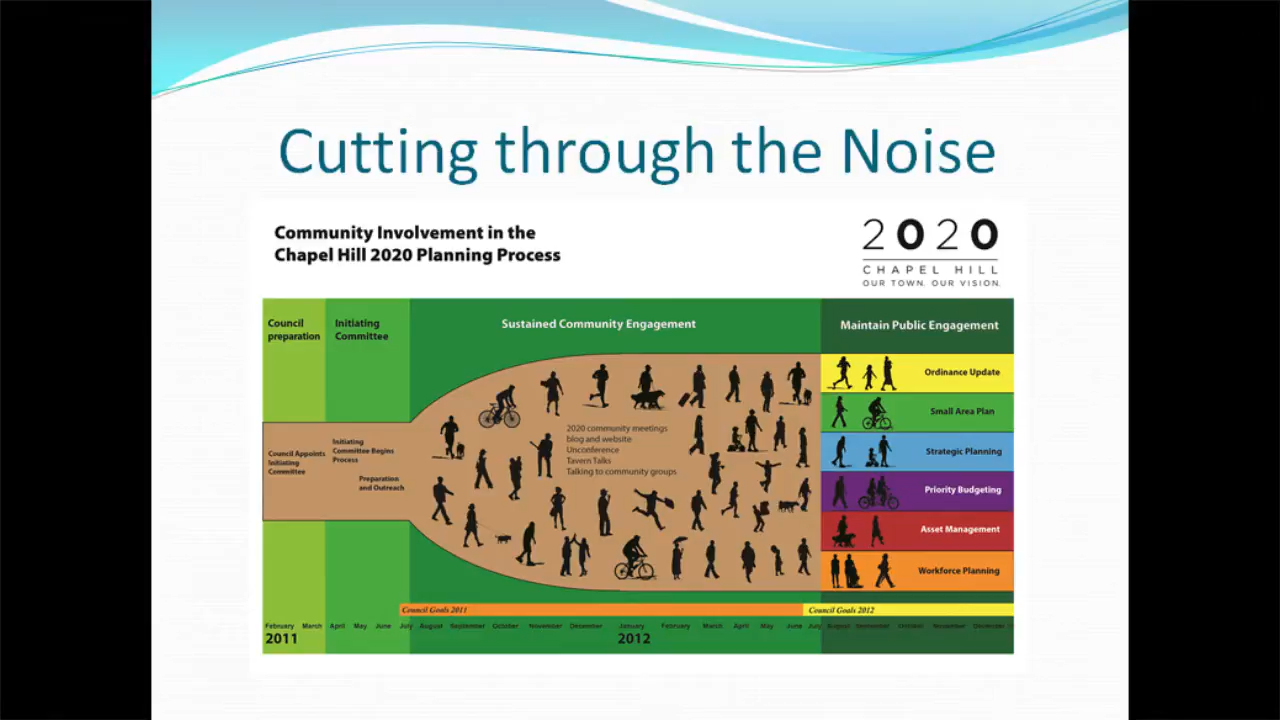 Cutting through the Noise
Community Involvement in the
Chapel Hill 2020 Planning Process
2020
CHAPEL HILL
OUR TOWN. OUR VISION.
Council
preparation
Initiating
Committee
Sustained Community Engagement
Maintain Public Engagement
Council Appoints
Initiating
Committee
Initiating
Committee Begins
Process
Preparation
and Outreach
2020 community meetings
blog and website
Unconference
Tavern Talks
Talking to community groups
Ordinance Update
Small Area Plan
Strategic Planning
Priority Budgeting
Asset Management
Workforce Planning
Council Goals 2011
Council Goals 2012
February March April May June July August September October November December January February March April May June July August September October November December
2011 2012